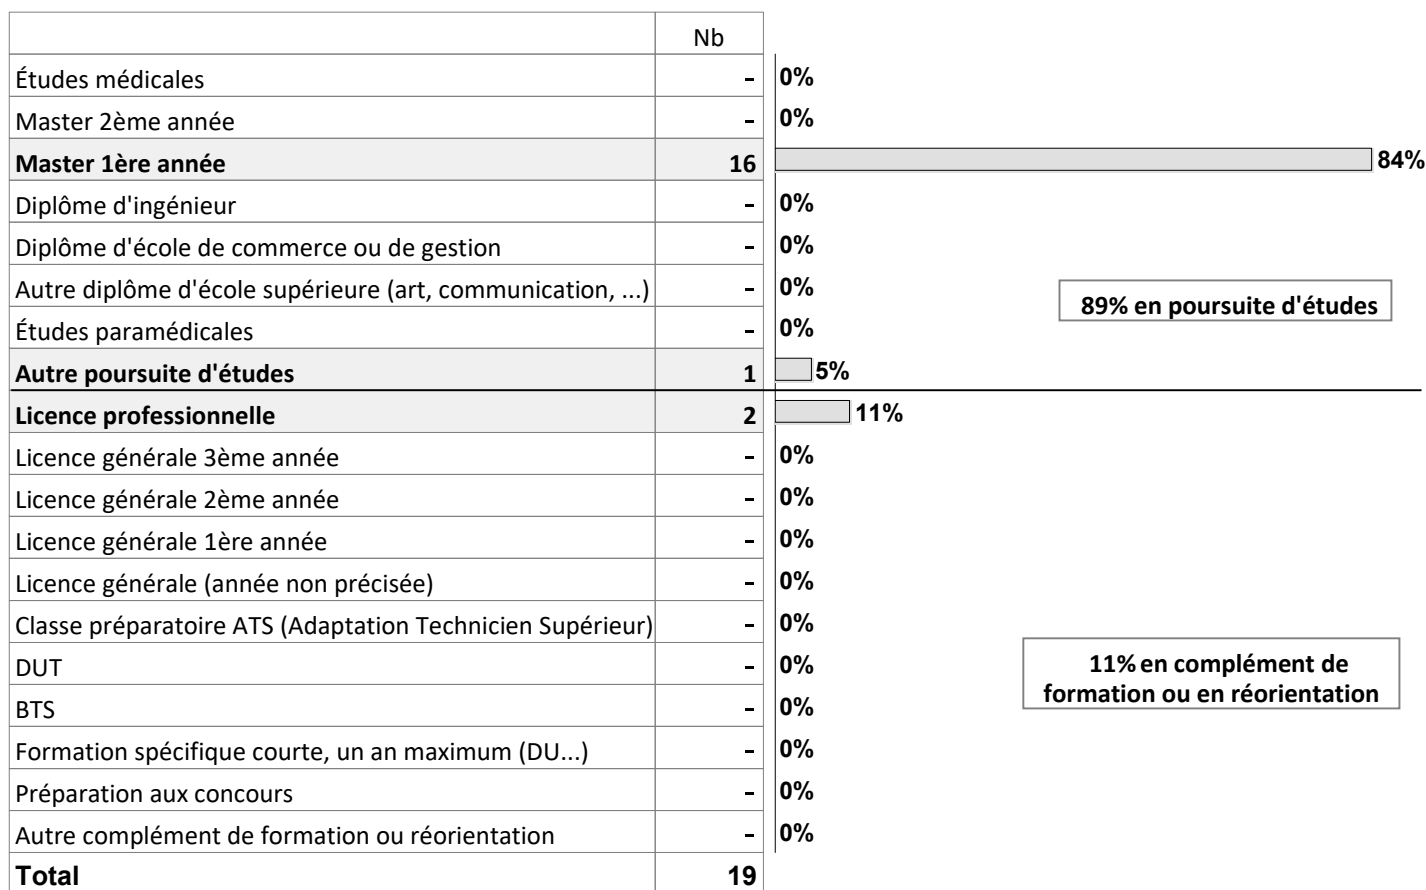 Nb
Études médicales - 0%
Master 2ème année - 0%
Master 1ère année 16 84%
Diplôme d'ingénieur - 0%
Diplôme d'école de commerce ou de gestion - 0%
Autre diplôme d'école supérieure (art, communication, ...) - 0%
89% en poursuite d'études
Études paramédicales - 0%
Autre poursuite d'études 1 5%
Licence professionnelle 2 11%
Licence générale 3ème année - 0%
Licence générale 2ème année - 0%
Licence générale 1ère année - 0%
Licence générale (année non précisée) - 0%
Classe préparatoire ATS (Adaptation Technicien Supérieur) - 0%
DUT - 0%
11% en complément de
formation ou en réorientation
BTS - 0%
Formation spécifique courte, un an maximum (DU...) - 0%
Préparation aux concours - 0%
Autre complément de formation ou réorientation - 0%
Total 19